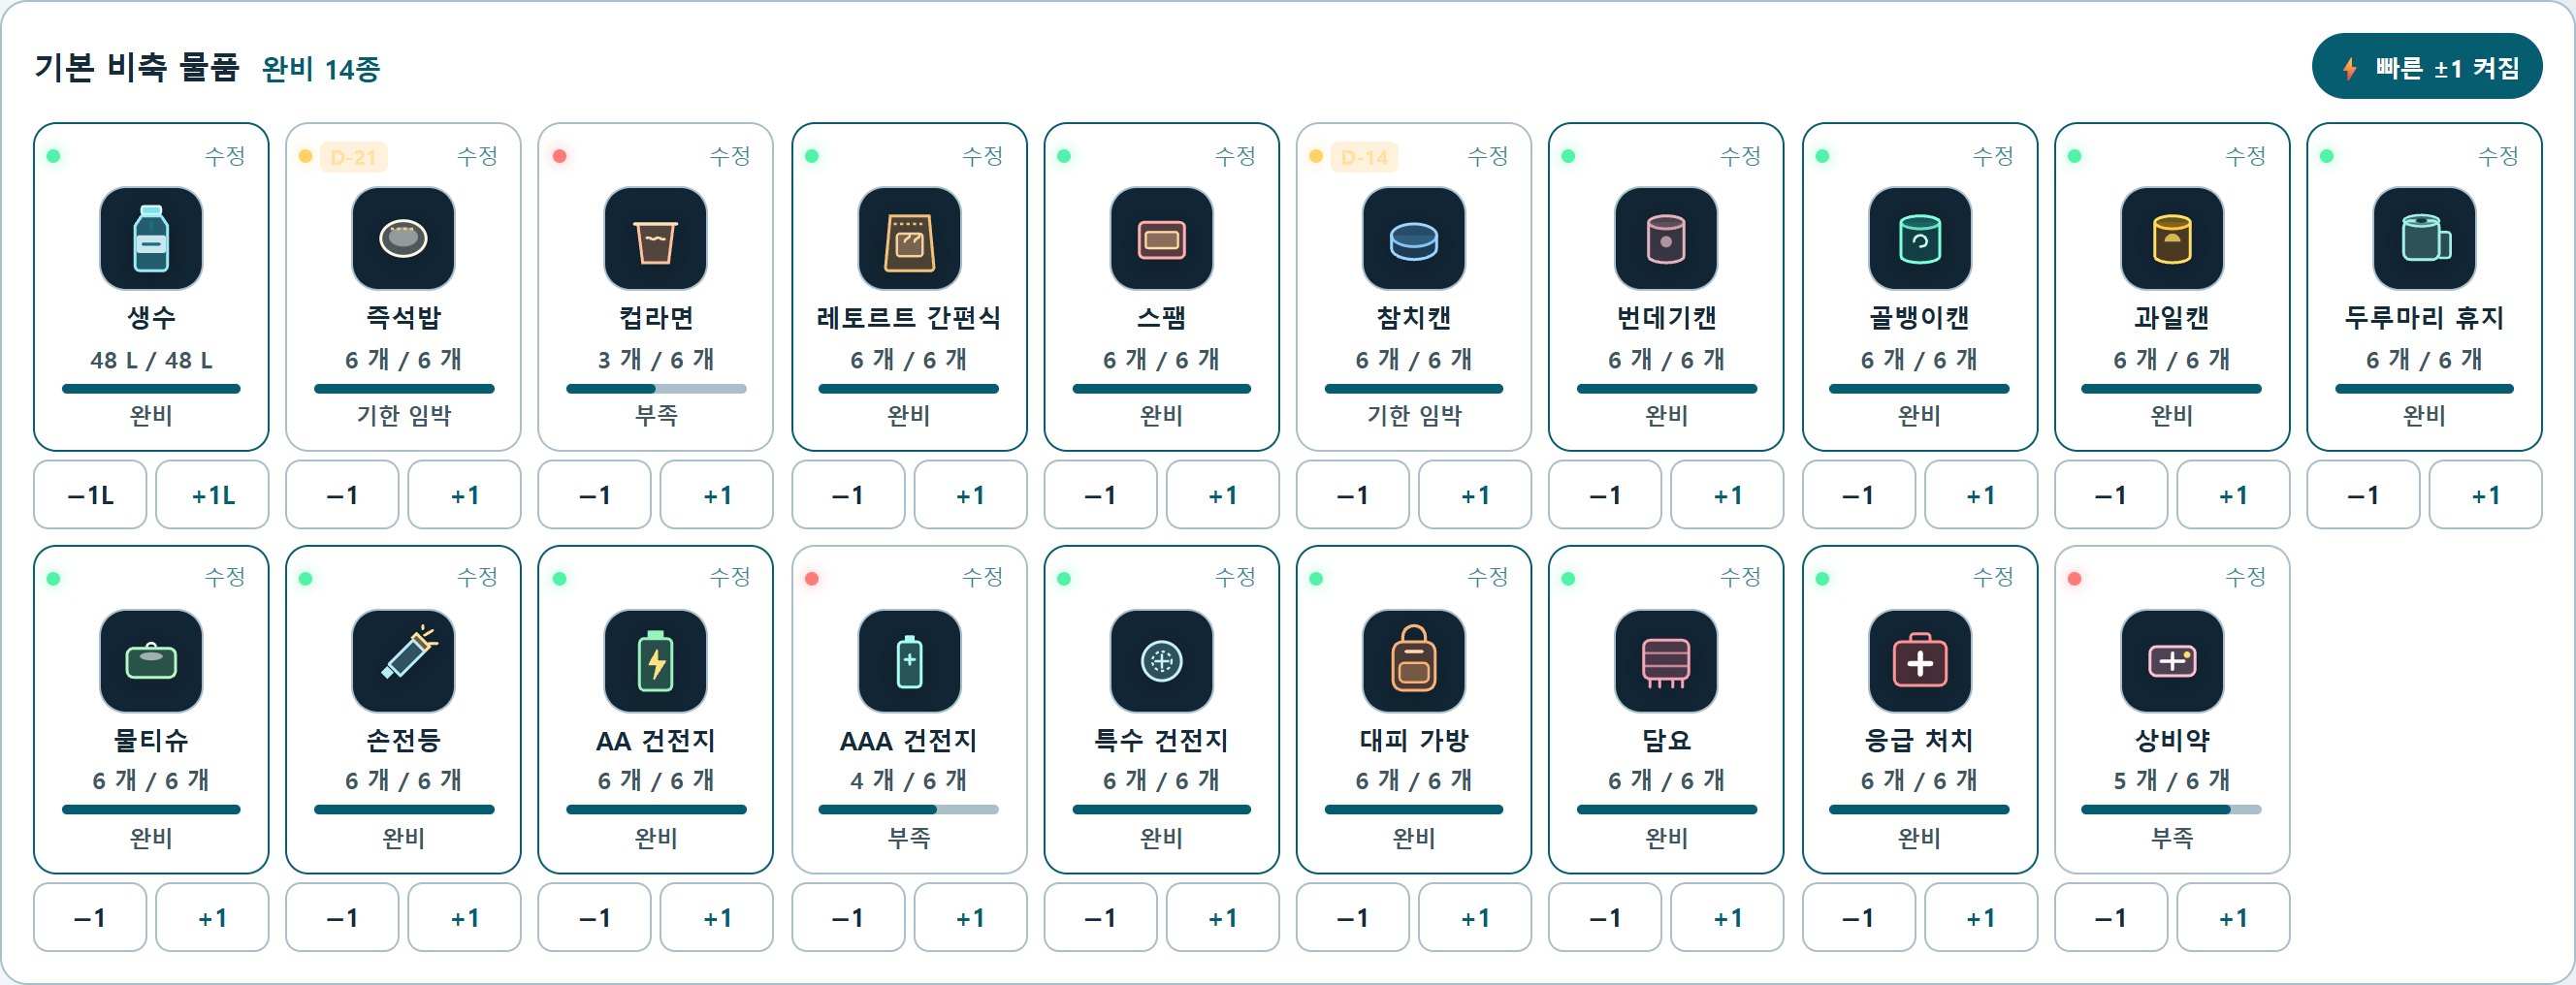 기본 비축 물품 완비 14종
빠른 ±1 켜짐
수정
생수
48 L / 48 L
완비
−1L +1L
D-21 수정
즉석밥
6 개 / 6 개
기한 임박
−1 +1
수정
컵라면
3 개 / 6 개
부족
−1 +1
수정
레토르트 간편식
6 개 / 6 개
완비
−1 +1
수정
스팸
6 개 / 6 개
완비
−1 +1
D-14 수정
참치캔
6 개 / 6 개
기한 임박
−1 +1
수정
번데기캔
6 개 / 6 개
완비
−1 +1
수정
골뱅이캔
6 개 / 6 개
완비
−1 +1
수정
과일캔
6 개 / 6 개
완비
−1 +1
수정
두루마리 휴지
6 개 / 6 개
완비
−1 +1
수정
물티슈
6 개 / 6 개
완비
−1 +1
수정
손전등
6 개 / 6 개
완비
−1 +1
수정
AA 건전지
6 개 / 6 개
완비
−1 +1
수정
AAA 건전지
4 개 / 6 개
부족
−1 +1
수정
특수 건전지
6 개 / 6 개
완비
−1 +1
수정
대피 가방
6 개 / 6 개
완비
−1 +1
수정
담요
6 개 / 6 개
완비
−1 +1
수정
응급 처치
6 개 / 6 개
완비
−1 +1
수정
상비약
5 개 / 6 개
부족
−1 +1